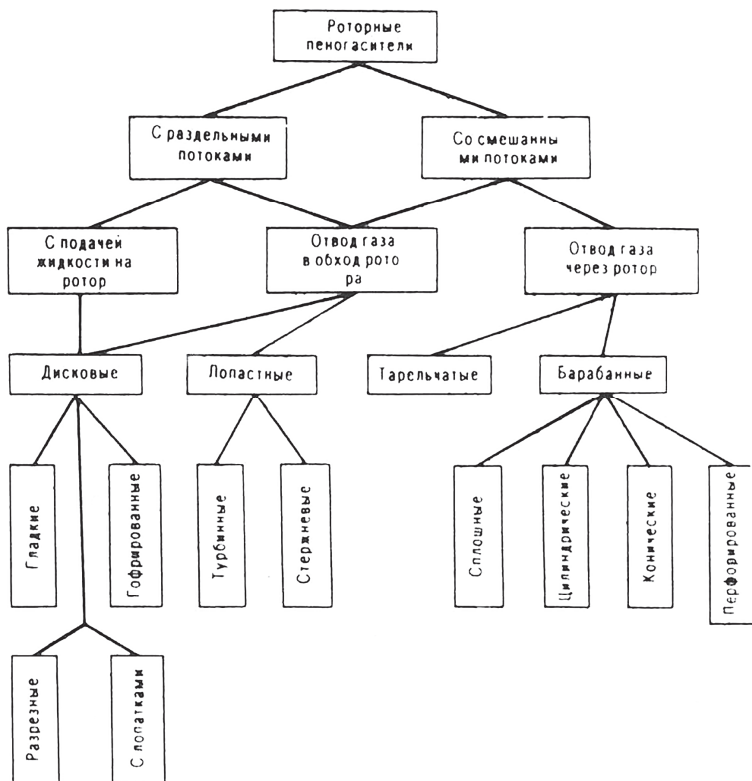 Роторные
пеногасители
С раздельными
потоками
Со смешанны
ми потоками
С подачей
жидкости на
ротор
Отвод газа
в обход рото
ра
Отвод газа
через ротор
Дисковые
Лопастные
Тарельчатые
Барабанные
Гладкие
Гофрированные
Турбинные
Стержневые
Сплошные
Цилиндрические
Конические
Перфорированные
Разрезные
С лопатками